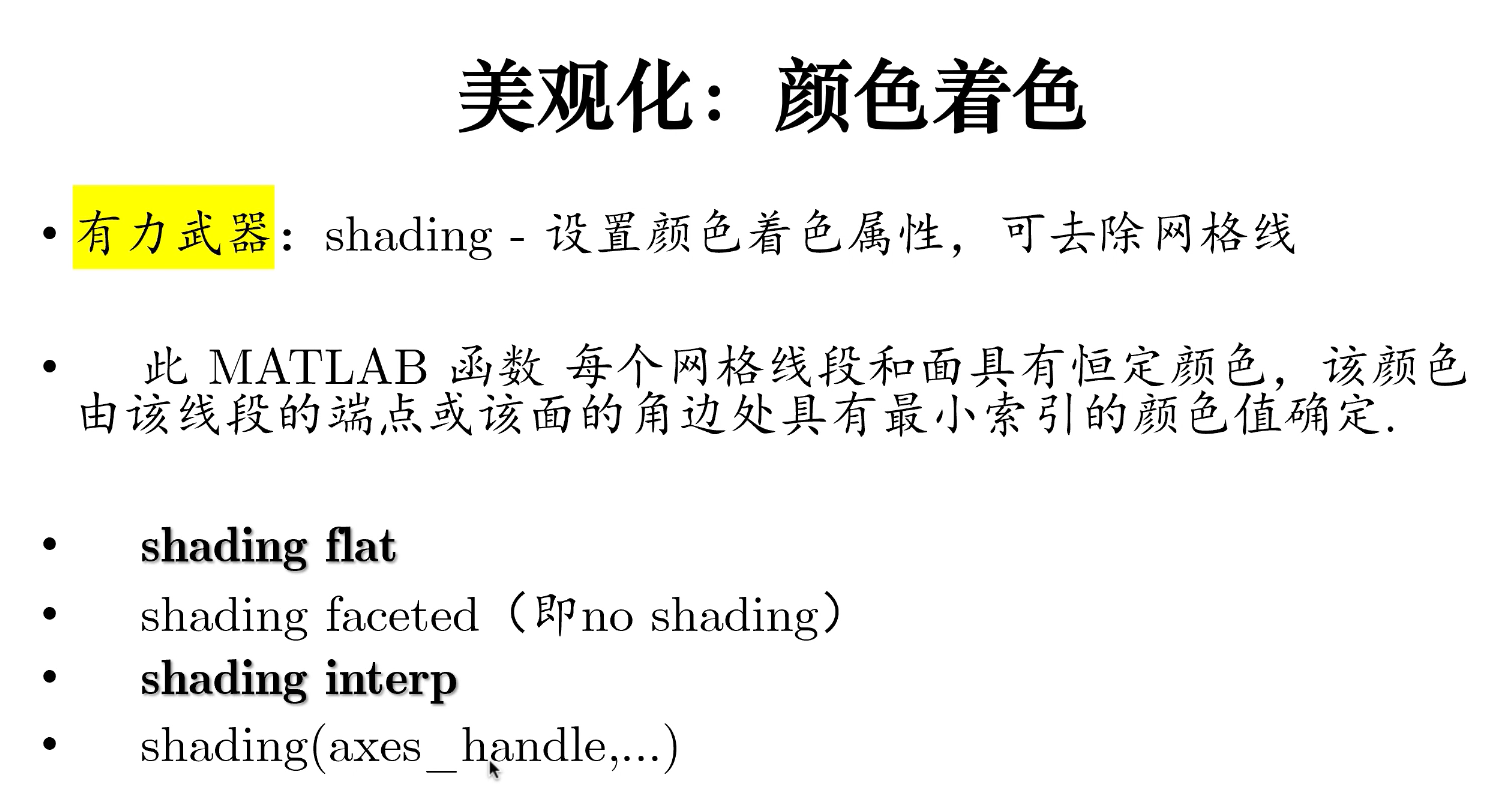 美观化：颜色着色
• 有力武器：shading - 设置颜色着色属性，可去除网格线
• 此 MATLAB 函数 每个网格线段和面具有恒定颜色，该颜色
由该线段的端点或该面的角边处具有最小索引的颜色值确定.
• shading flat
• shading faceted（即no shading）
• shading interp
• shading(axes_handle,...)